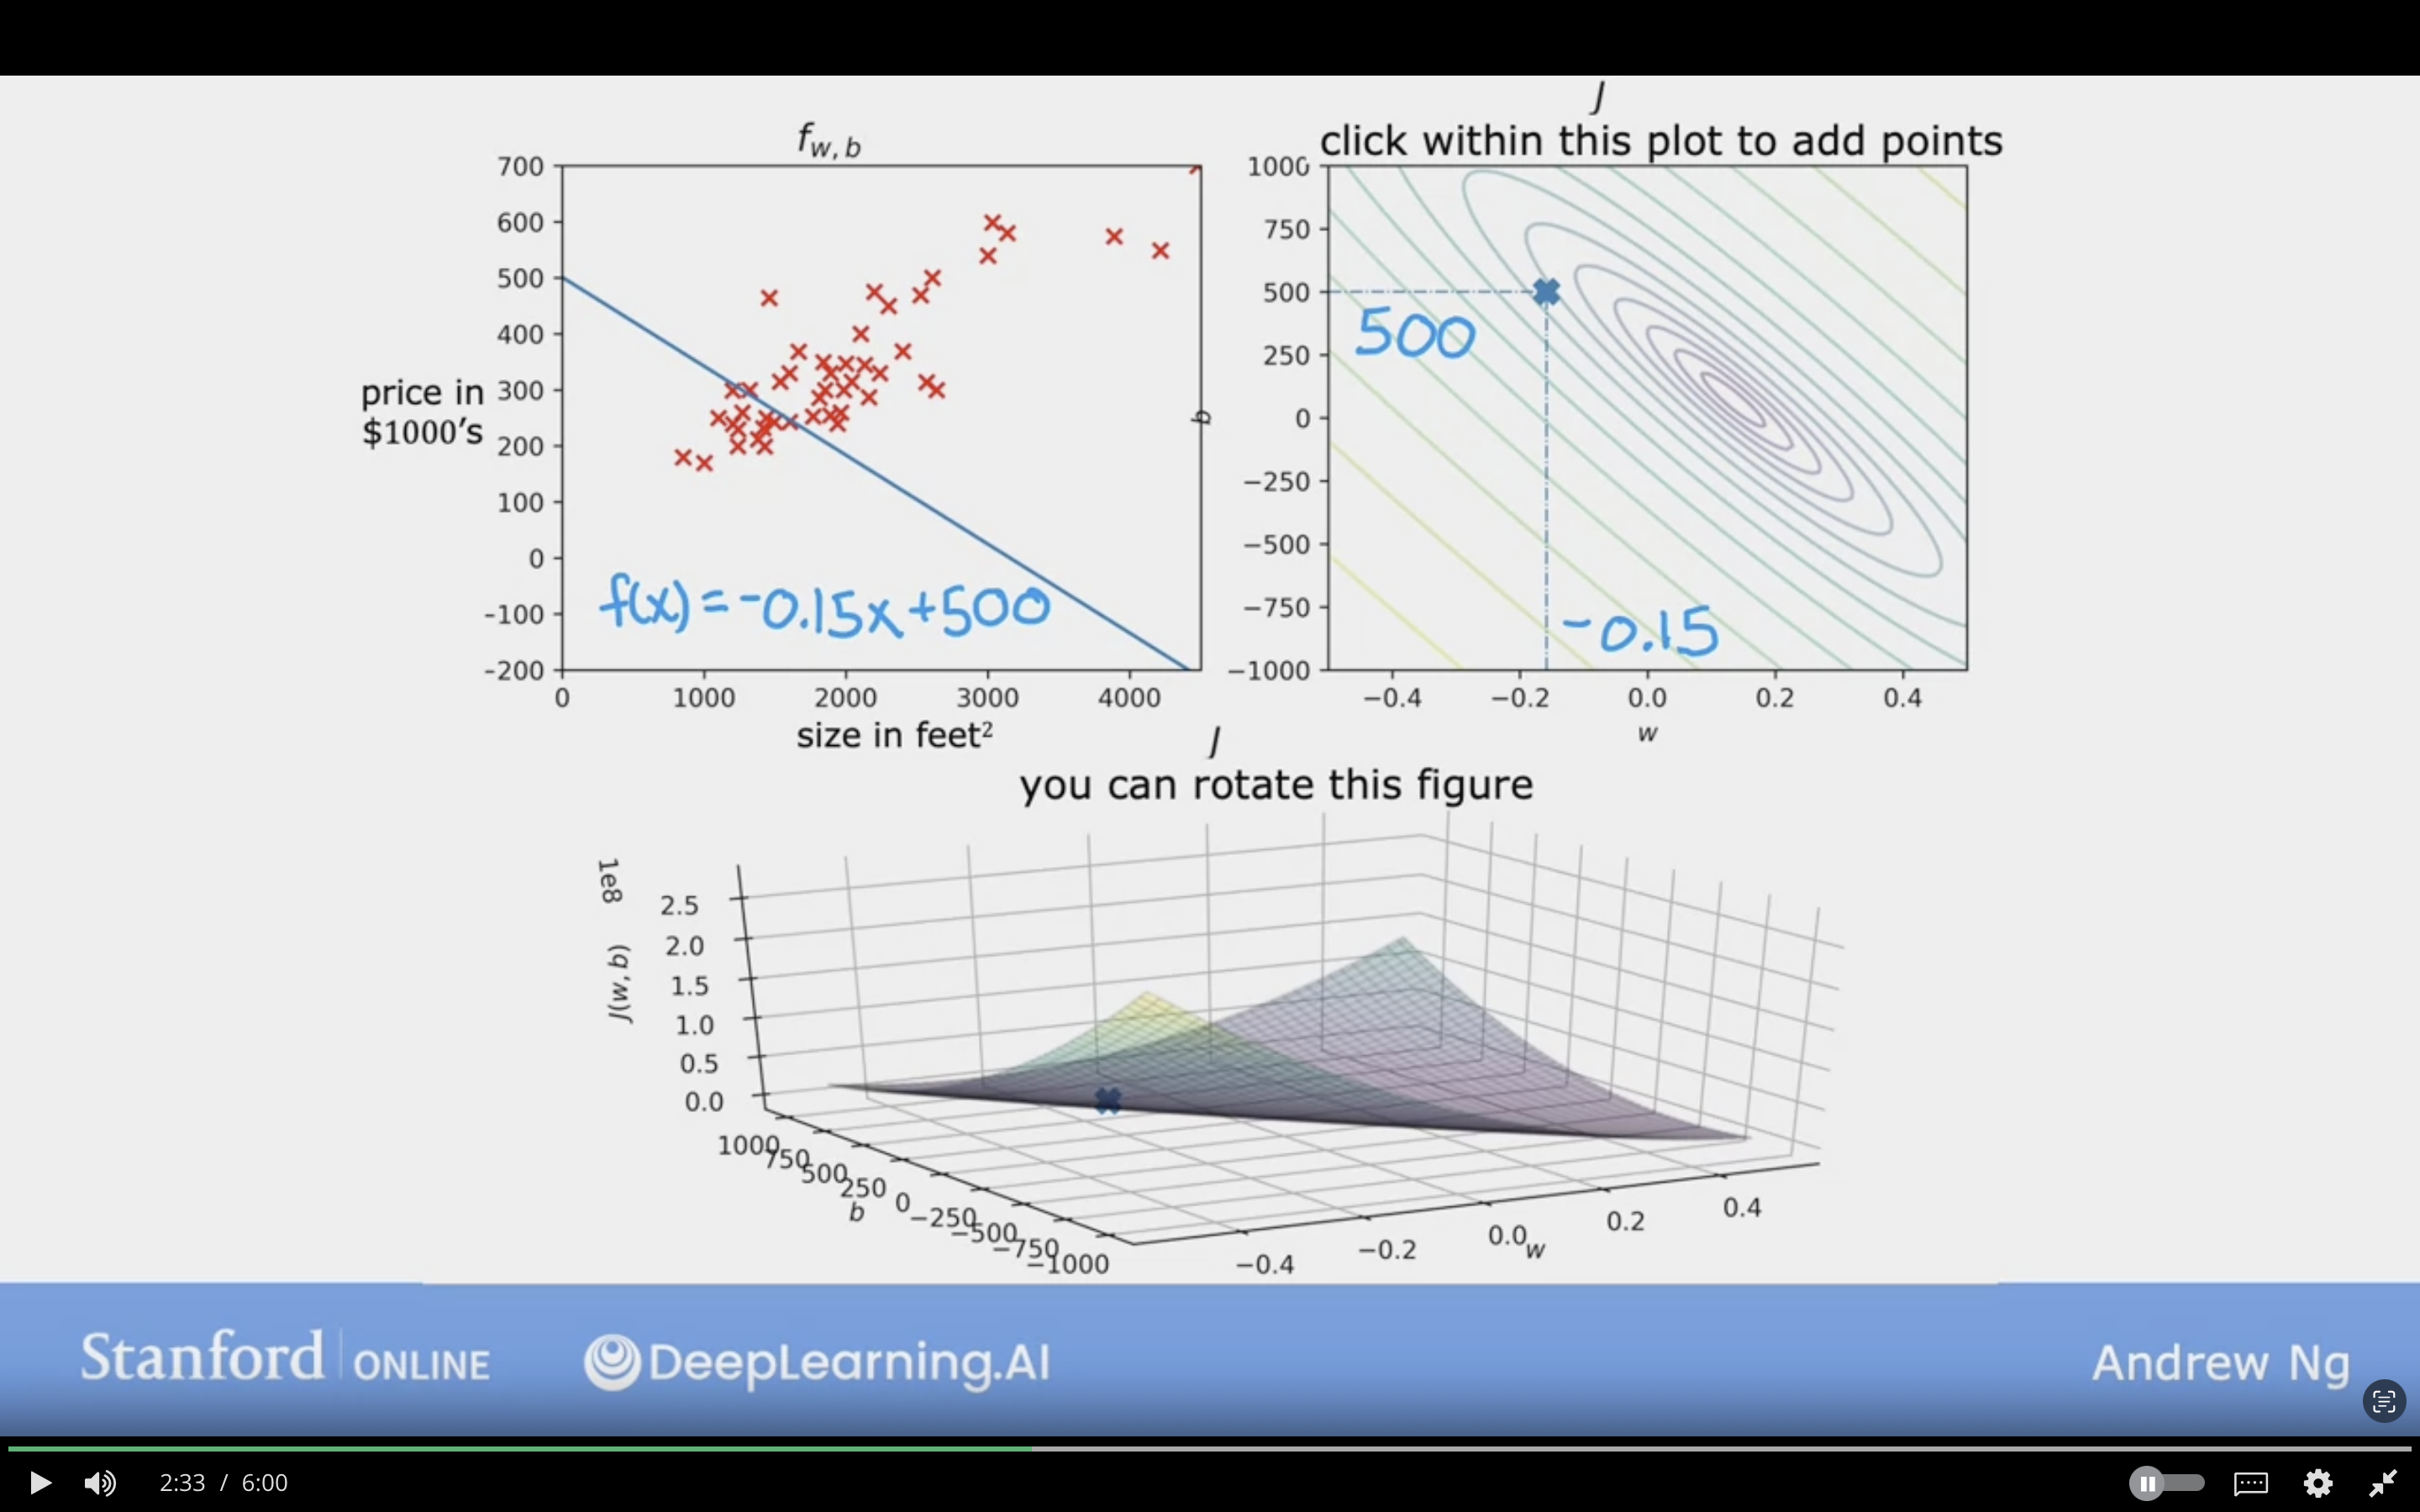 f w, b
700
600
500
400
300
200
100
0
-100
-200
price in
$1000's
f(x) = -0.15x + 500
0 1000 2000 3000 4000
size in feet²
J
click within this plot to add points
1000
750
500
250
0
−250
−500
−750
−1000
b
500
-0.15
−0.4 −0.2 0.0 0.2 0.4
w
J
you can rotate this figure
1e8
J(w, b)
2.5
2.0
1.5
1.0
0.5
0.0
1000
750
500
250
0
−250
−500
−750
−1000
b
−0.4 −0.2 0.0 0.2 0.4
w
Stanford | ONLINE DeepLearning.AI Andrew Ng
2:33 / 6:00